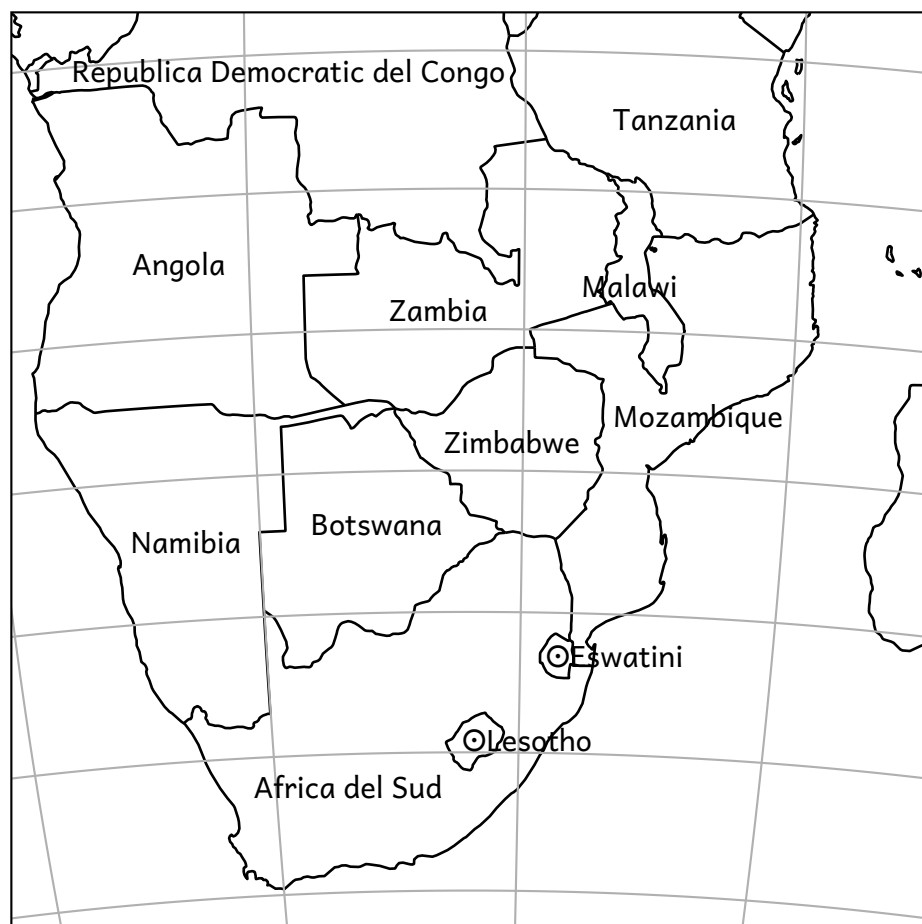 Republica Democratic del Congo
Tanzania
Angola
Malawi
Zambia
Mozambique
Zimbabwe
Botswana
Namibia
Eswatini
Lesotho
Africa del Sud